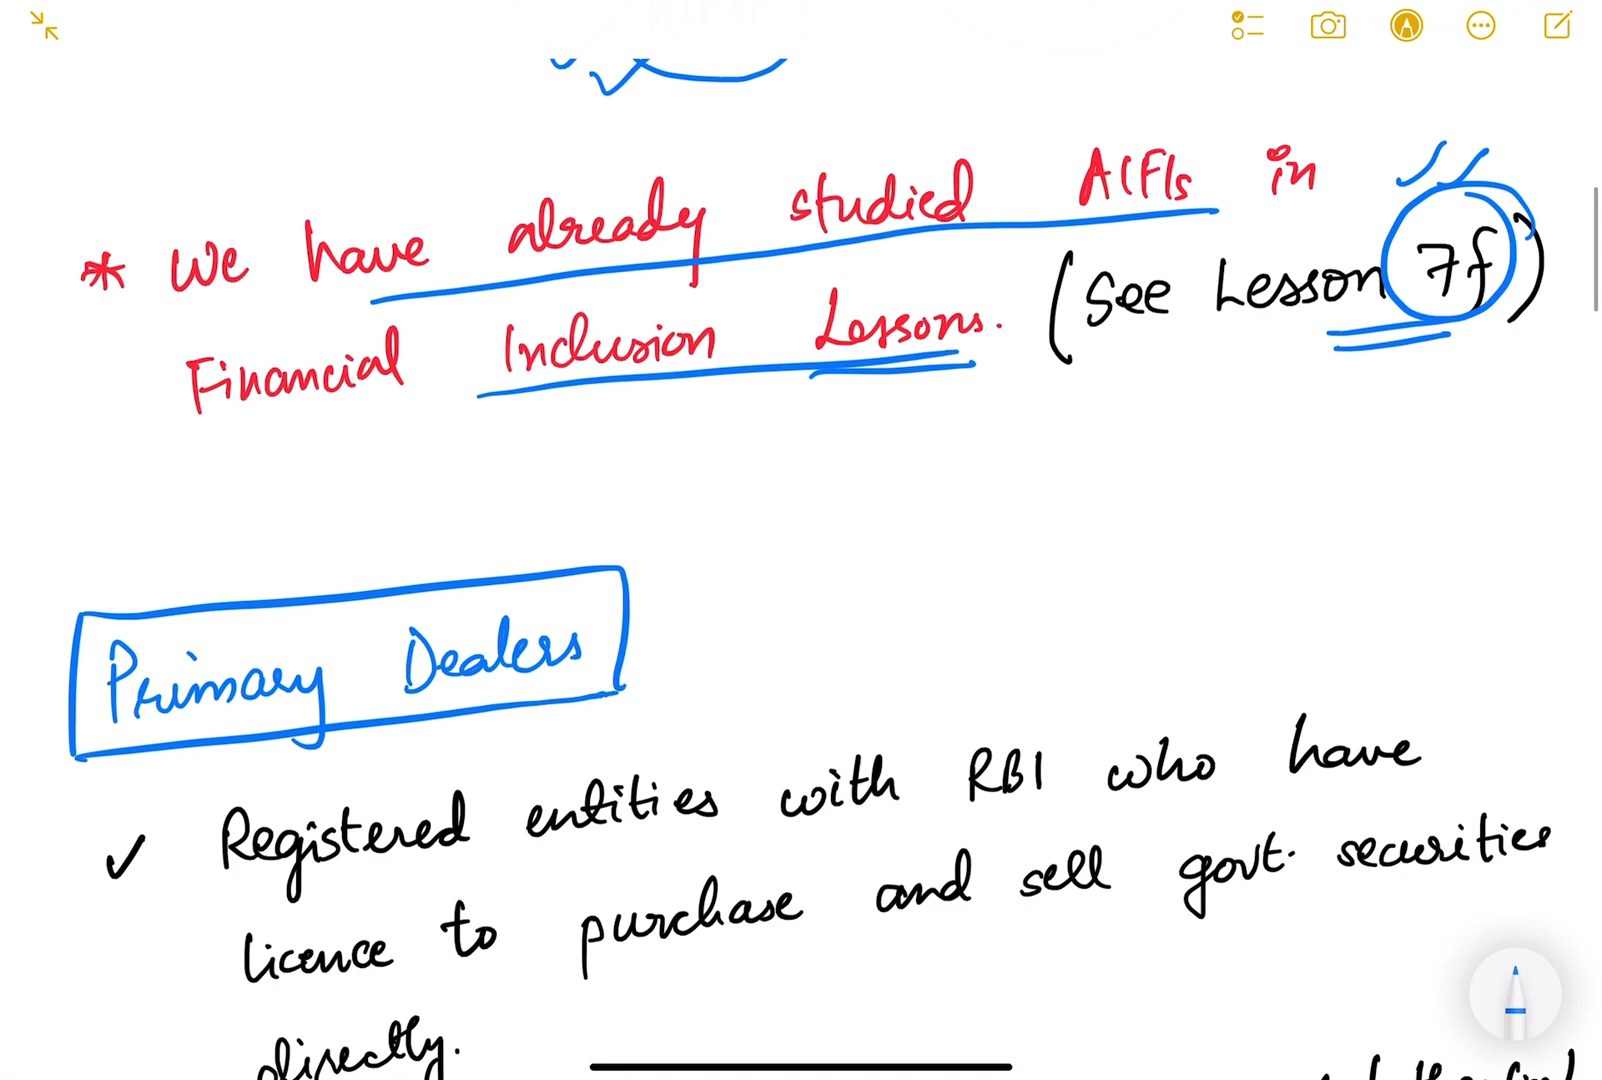 * We have already studied AIFIs in
Financial Inclusion Lessons. (See Lesson 7f)
Primary Dealers
✓ Registered entities with RBI who have
licence to purchase and sell govt. securities
directly.